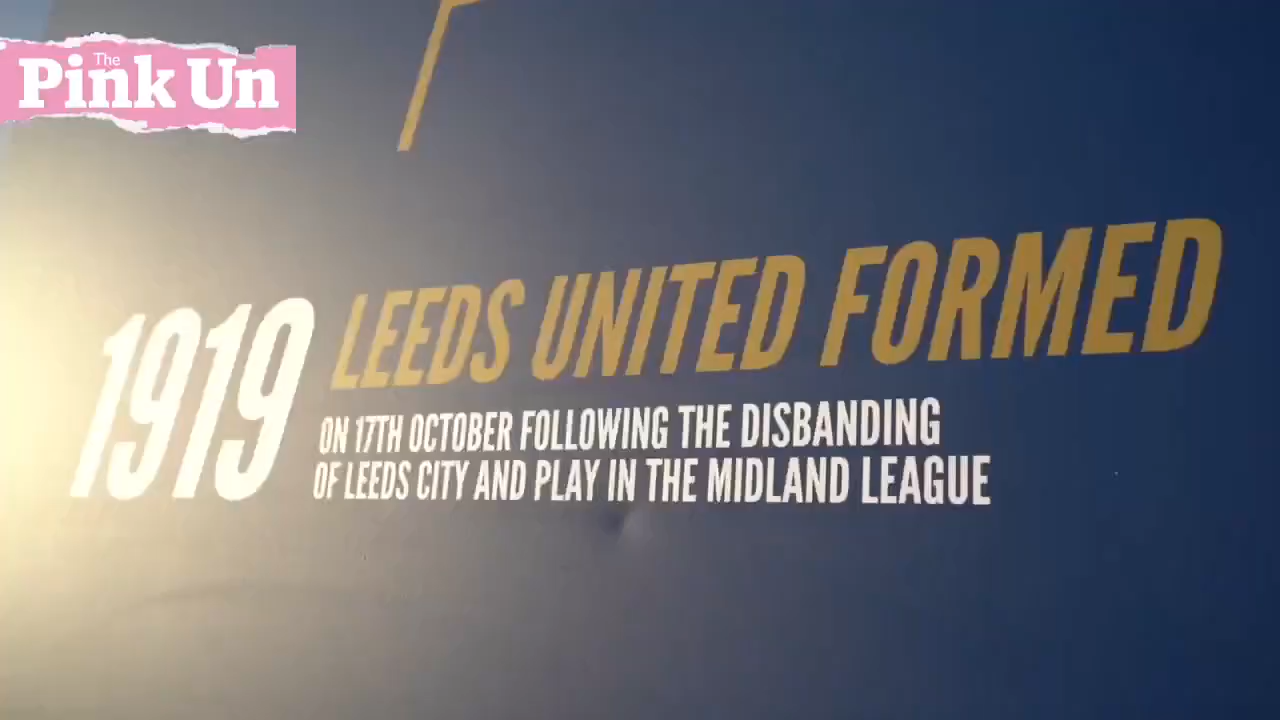 The
Pink Un
1919 LEEDS UNITED FORMED
ON 17TH OCTOBER FOLLOWING THE DISBANDING
OF LEEDS CITY AND PLAY IN THE MIDLAND LEAGUE